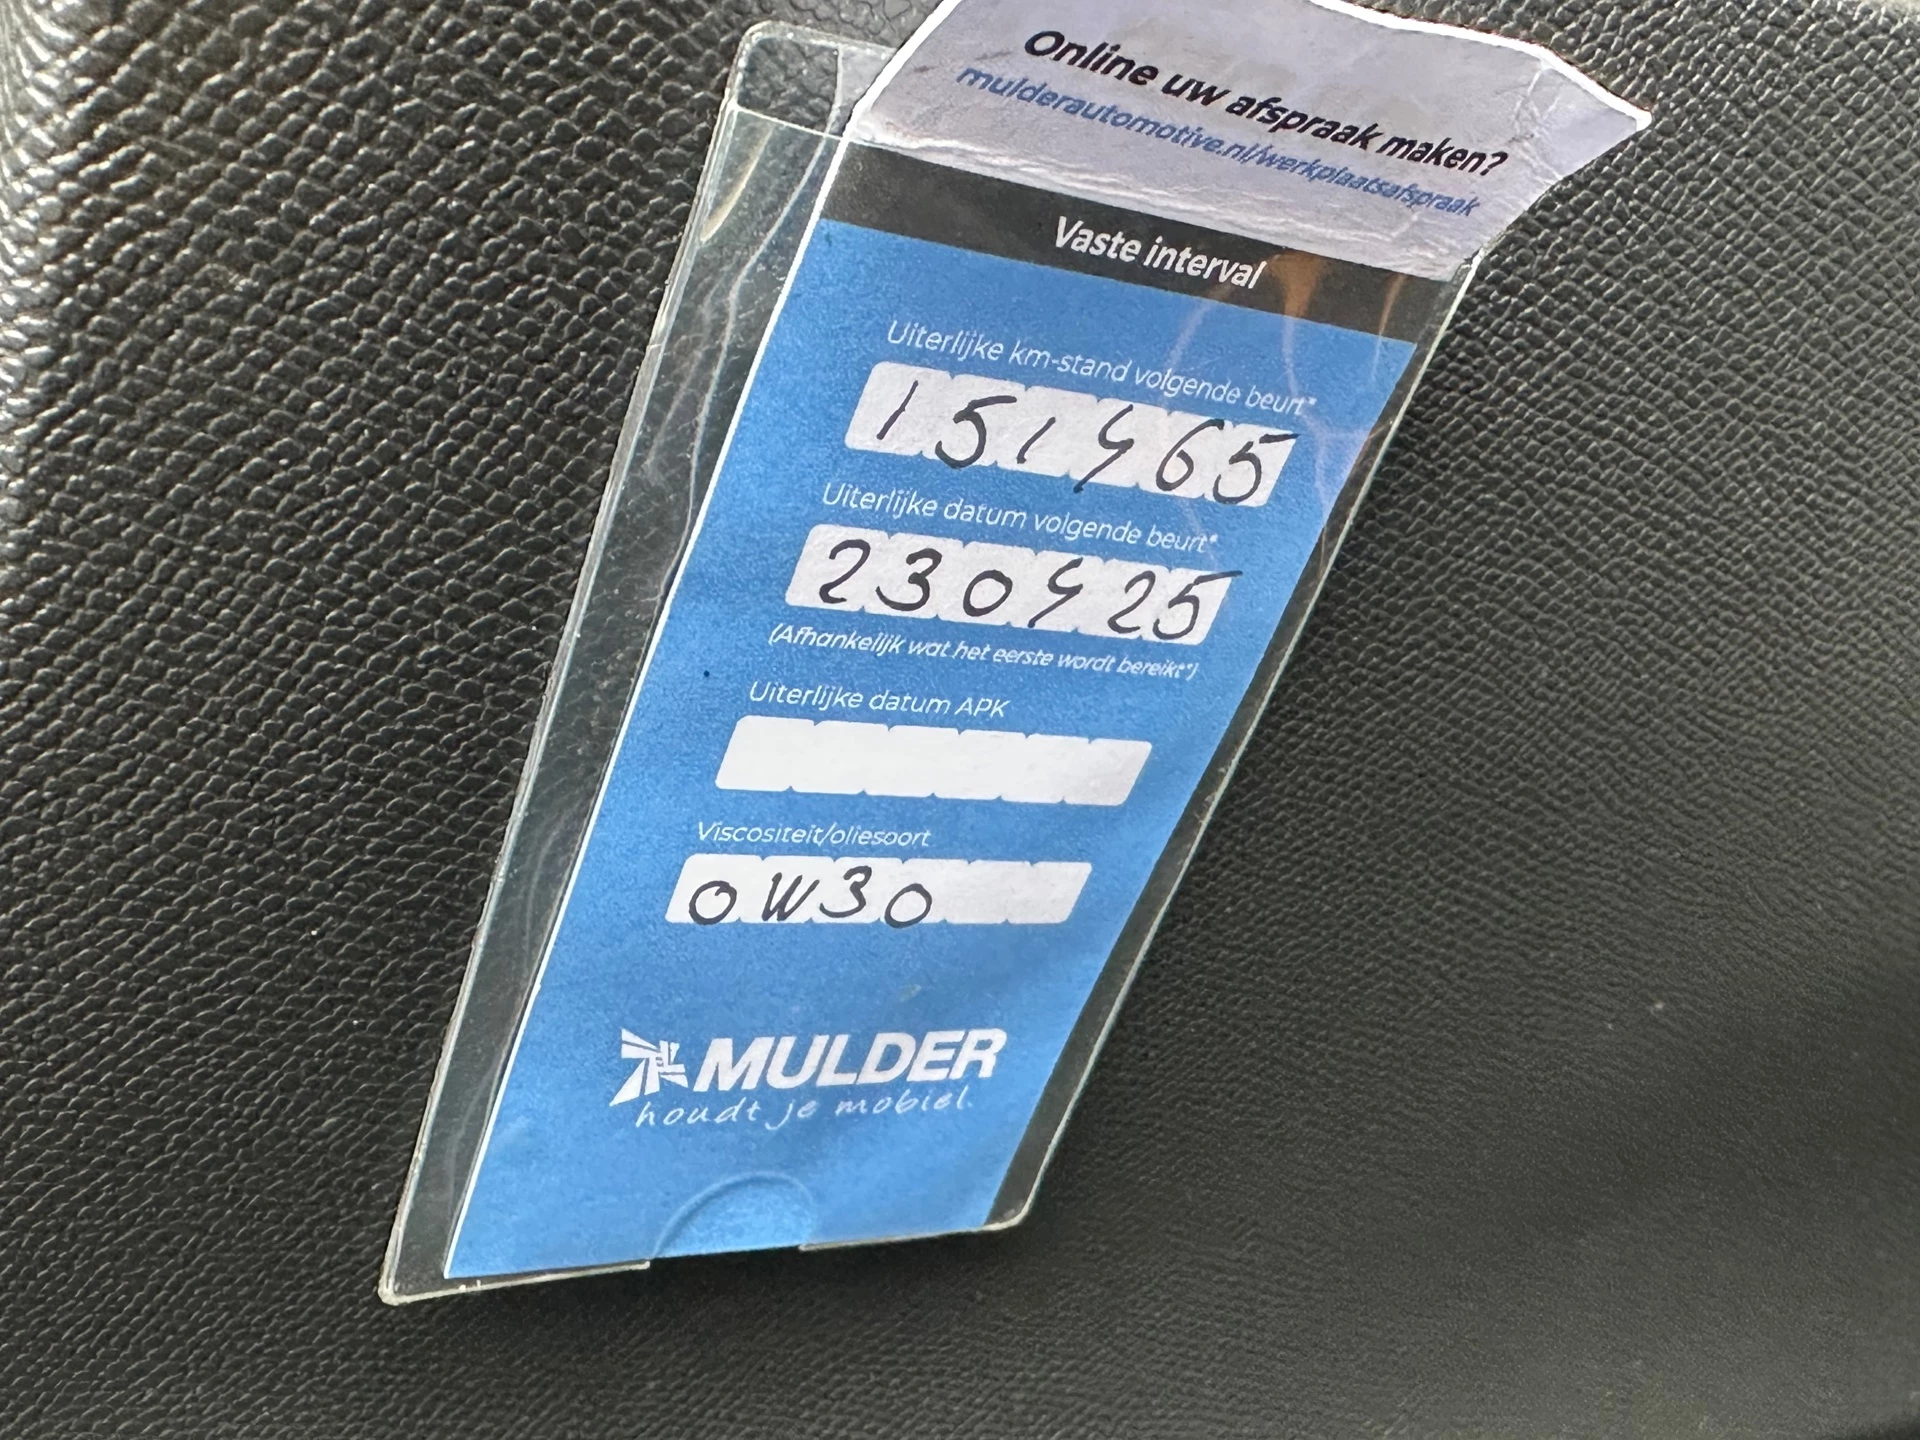 Online uw afspraak maken?
mulderautomotive.nl/werkplaatsafspraak
Vaste interval
Uiterlijke km-stand volgende beurt*
151465
Uiterlijke datum volgende beurt*
230425
(Afhankelijk wat het eerste wordt bereikt*)
Uiterlijke datum APK
Viscositeit/oliesoort
0W30
MULDER
houdt je mobiel.